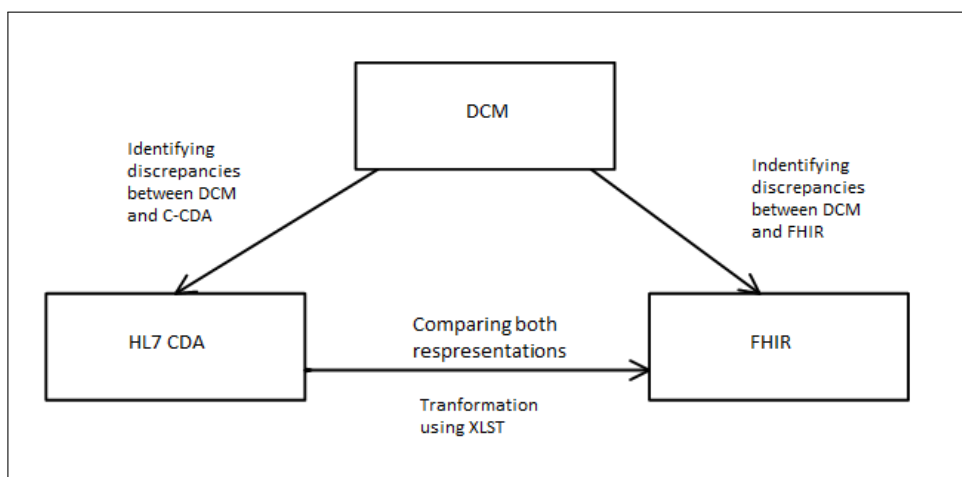 DCM
Identifying
discrepancies
between DCM
and C-CDA
Indentifying
discrepancies
between DCM
and FHIR
HL7 CDA
Comparing both
respresentations
FHIR
Tranformation
using XLST